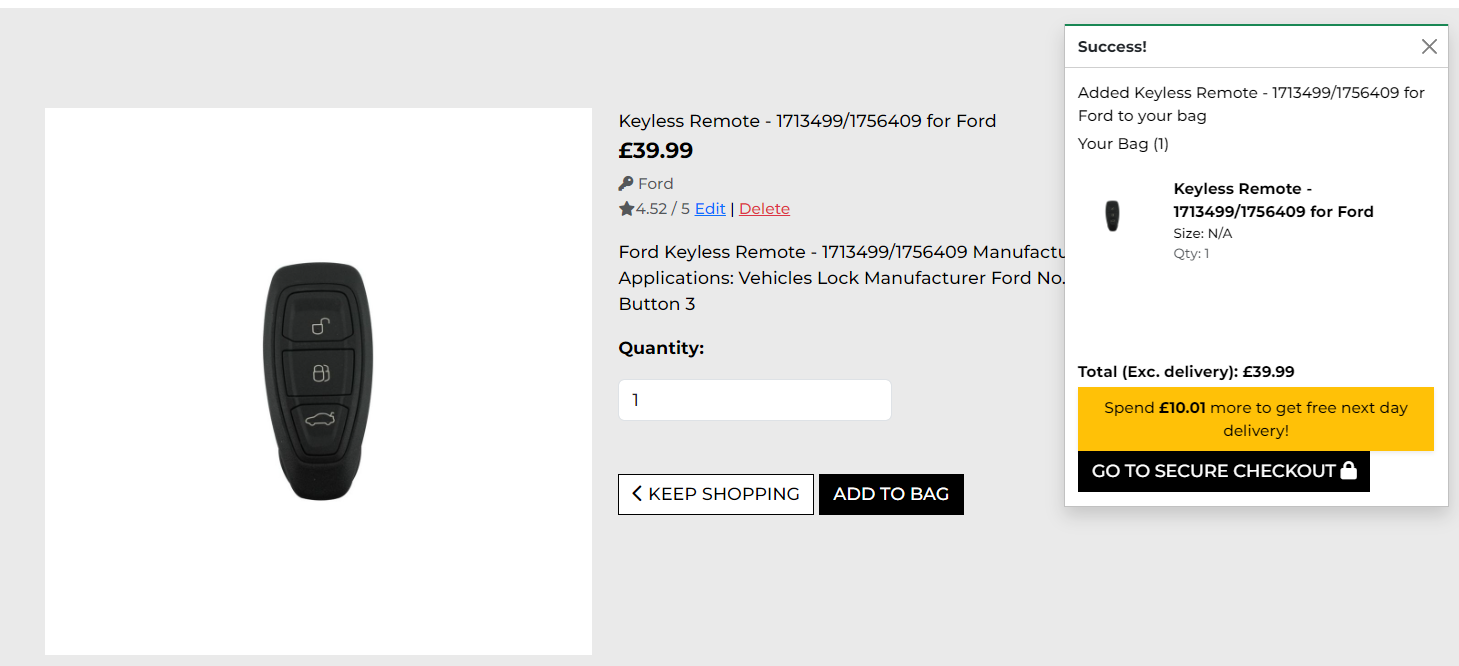 Keyless Remote - 1713499/1756409 for Ford
£39.99
Ford
4.52 / 5 Edit | Delete
Ford Keyless Remote - 1713499/1756409
Applications: Vehicles Lock Manufacturer Ford No.
Button 3
Quantity:
1
KEEP SHOPPING
ADD TO BAG
Success!
Added Keyless Remote - 1713499/1756409 for
Ford to your bag
Your Bag (1)
Keyless Remote -
1713499/1756409 for Ford
Size: N/A
Qty: 1
Total (Exc. delivery): £39.99
Spend £10.01 more to get free next day
delivery!
GO TO SECURE CHECKOUT